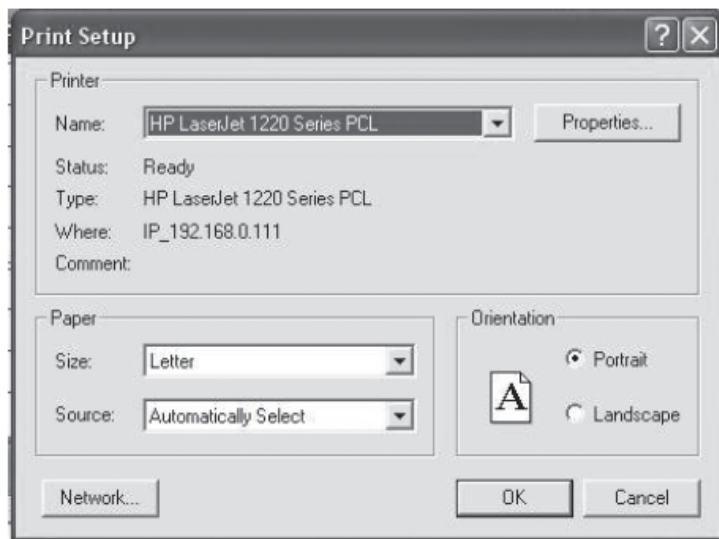 Print Setup
Printer
Name: HP LaserJet 1220 Series PCL Properties...
Status: Ready
Type: HP LaserJet 1220 Series PCL
Where: IP_192.168.0.111
Comment:
Paper
Size: Letter
Source: Automatically Select
Orientation
A
Portrait
Landscape
Network... OK Cancel